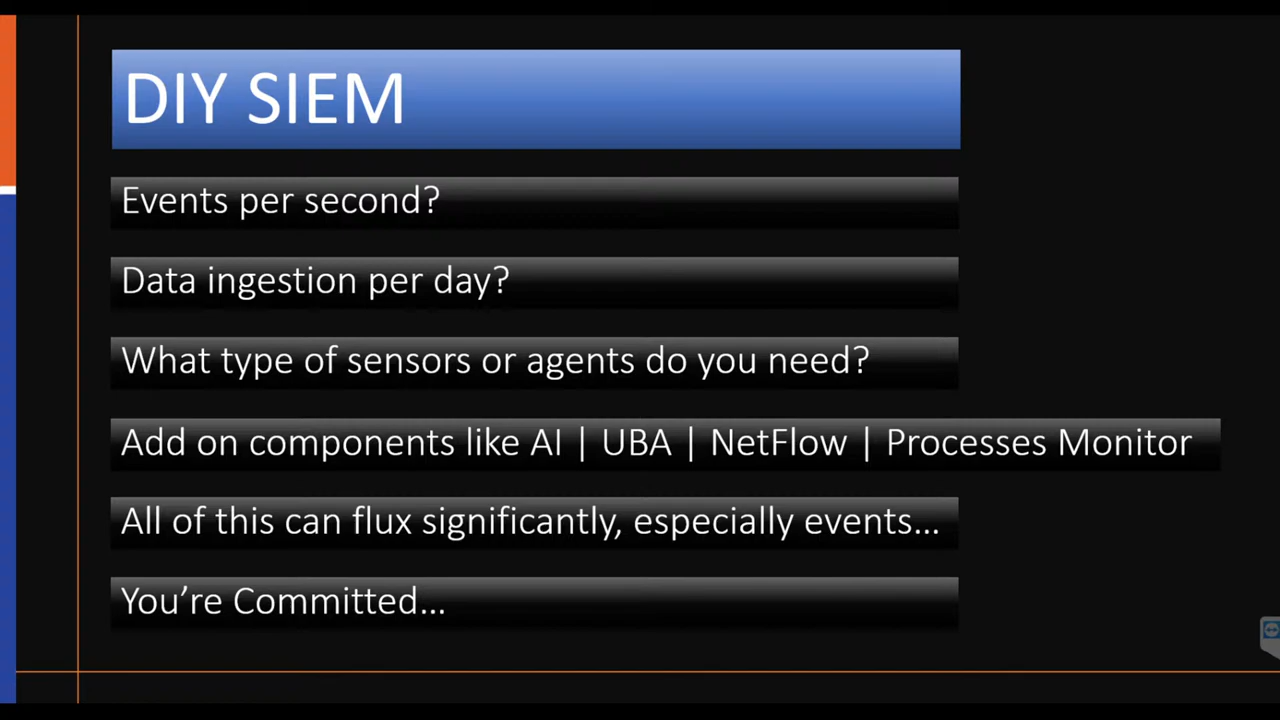 DIY SIEM
Events per second?
Data ingestion per day?
What type of sensors or agents do you need?
Add on components like AI | UBA | NetFlow | Processes Monitor
All of this can flux significantly, especially events…
You’re Committed…